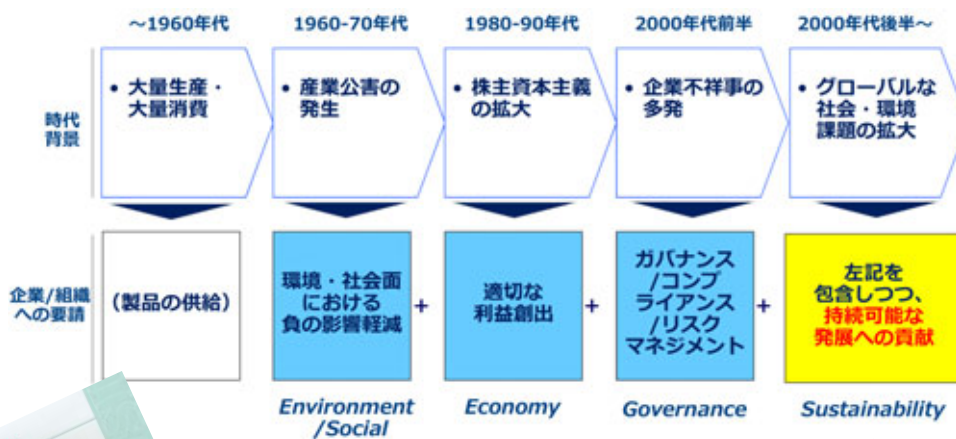 ～1960年代
1960-70年代
1980-90年代
2000年代前半
2000年代後半～
時代
背景
• 大量生産・
大量消費
• 産業公害の
発生
• 株主資本主義
の拡大
• 企業不祥事の
多発
• グローバルな
社会・環境
課題の拡大
企業/組織
への要請
（製品の供給）
環境・社会面
における
負の影響軽減
+
適切な
利益創出
+
ガバナンス
/コンプ
ライアンス
/リスク
マネジメント
+
左記を
包含しつつ、
持続可能な
発展への貢献
Environment
/Social
Economy
Governance
Sustainability